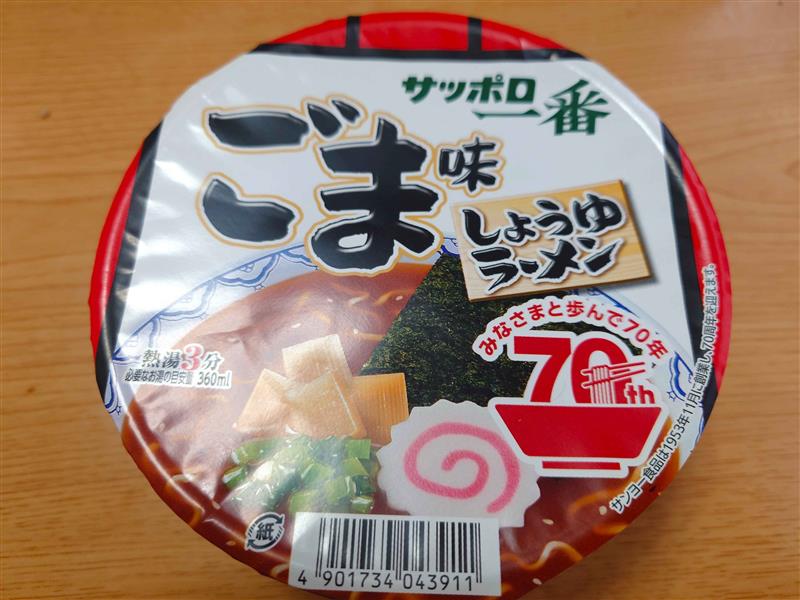 サッポロ一番
ごま味
しょうゆ
ラーメン
みなさまと歩んで70年
70th
サンヨー食品は1953年11月に創業し、70周年を迎えます。
熱湯3分
必要なお湯の目安量 360ml
紙
4 901734 043911